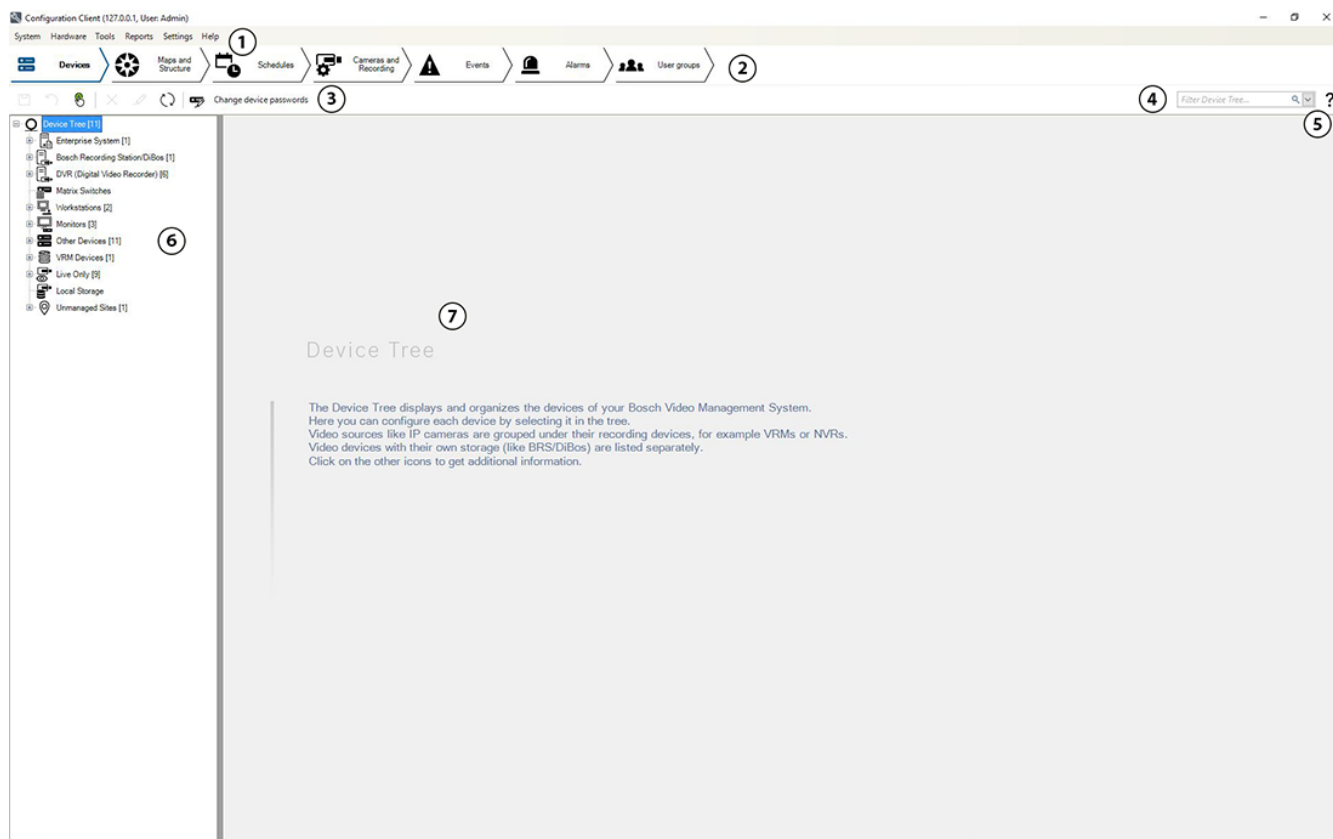 Configuration Client (127.0.0.1, User: Admin)
System Hardware Tools Reports Settings Help
1
Devices
Maps and
Structure
Schedules
Cameras and
Recording
Events
Alarms
User groups
2
Change device passwords
3
4
Filter Device Tree...
?
5
Device Tree [11]
Enterprise System [1]
Bosch Recording Station/DiBos [1]
DVR (Digital Video Recorder) [6]
Matrix Switches
Workstations [2]
Monitors [3]
Other Devices [11]
6
VRM Devices [1]
Live Only [9]
Local Storage
Unmanaged Sites [1]
7
Device Tree
The Device Tree displays and organizes the devices of your Bosch Video Management System.
Here you can configure each device by selecting it in the tree.
Video sources like IP cameras are grouped under their recording devices, for example VRMs or NVRs.
Video devices with their own storage (like BRS/DiBos) are listed separately.
Click on the other icons to get additional information.